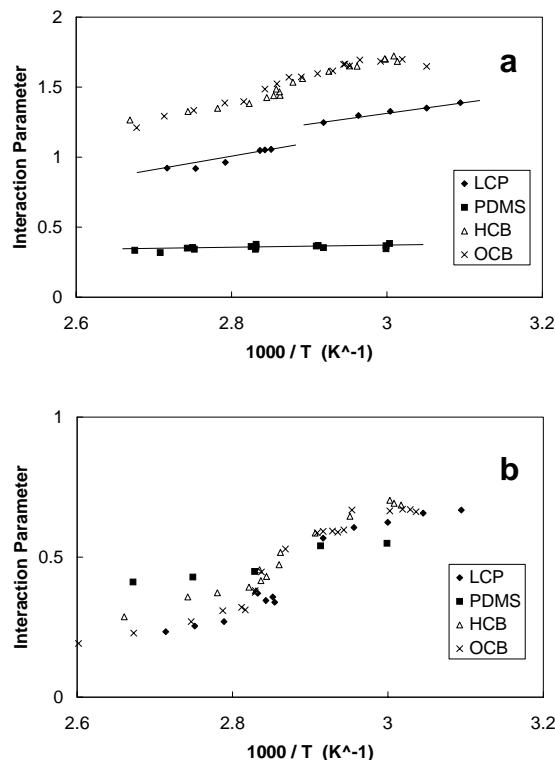 2
a
1.5
Interaction Parameter
1
LCP
PDMS
HCB
0.5
OCB
0
2.6 2.8 3 3.2
1000 / T (K^-1)
1
b
Interaction Parameter
0.5
LCP
PDMS
HCB
OCB
0
2.6 2.8 3 3.2
1000 / T (K^-1)